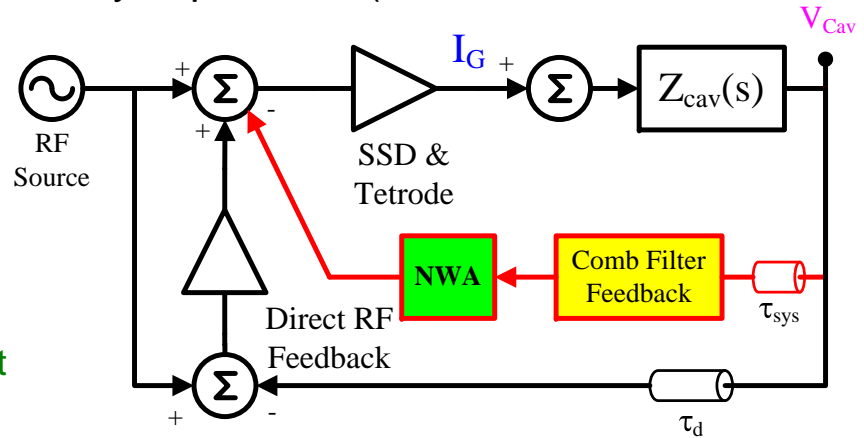 V_Cav
+
Σ
-
+
I_G
+
Σ
Z_cav(s)
RF
Source
SSD &
Tetrode
NWA
Comb Filter
Feedback
τ_sys
Direct RF
Feedback
t
Σ
+
-
τ_d